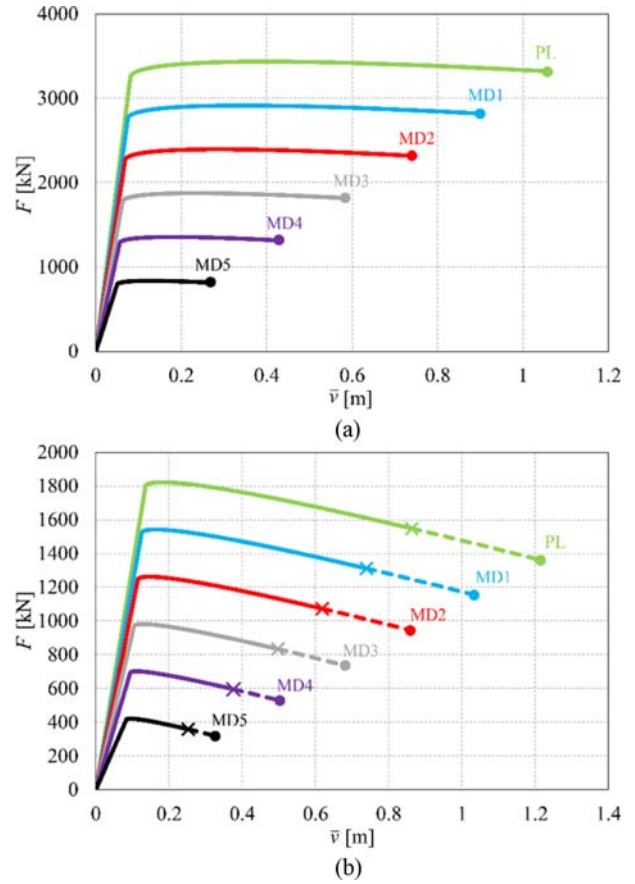 4000
3000
2000
1000
0
F [kN]
PL
MD1
MD2
MD3
MD4
MD5
0 0.2 0.4 0.6 0.8 1 1.2
v̄ [m]
(a)
2000
1800
1600
1400
1200
1000
800
600
400
200
0
F [kN]
PL
MD1
MD2
MD3
MD4
MD5
0 0.2 0.4 0.6 0.8 1 1.2 1.4
v̄ [m]
(b)